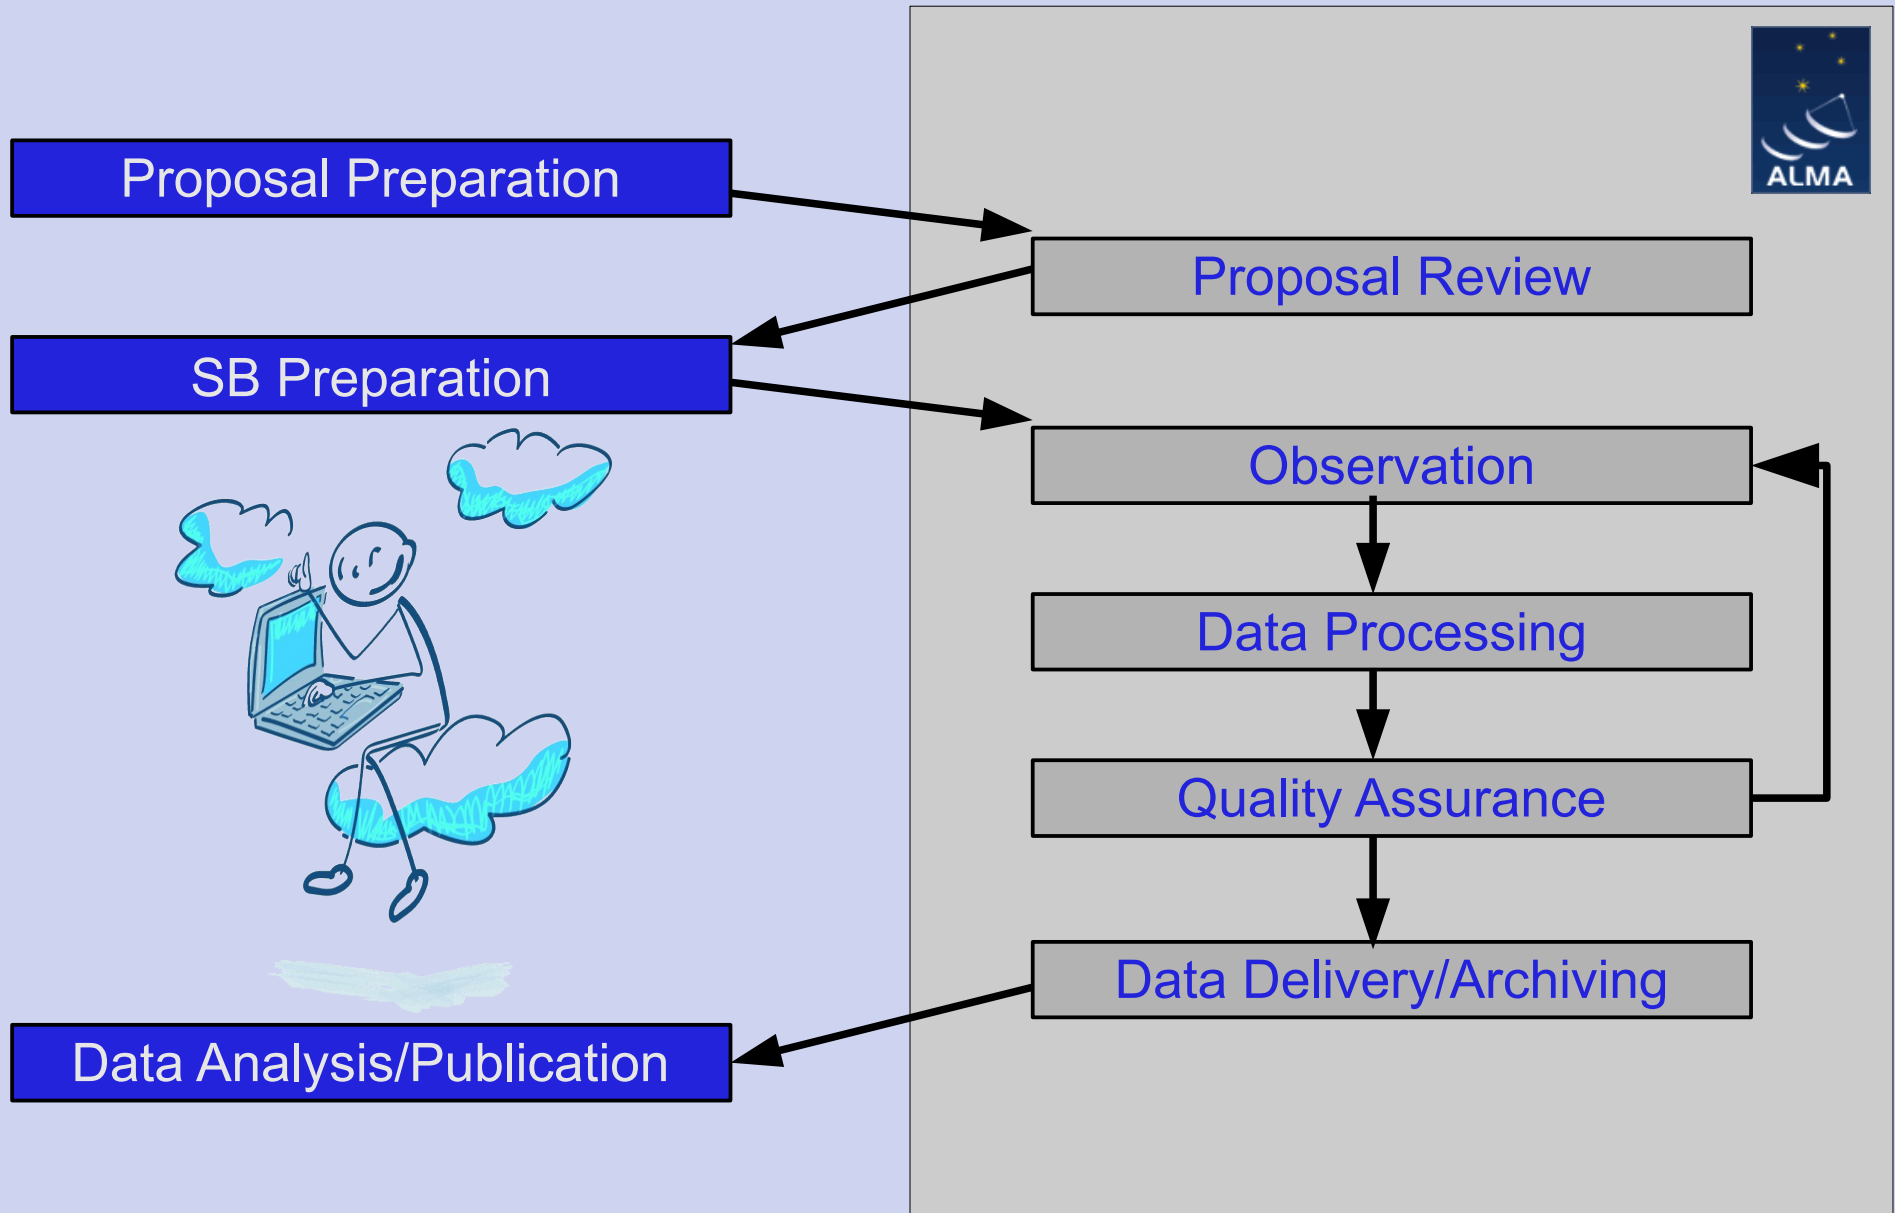 ALMA
Proposal Preparation
Proposal Review
SB Preparation
Observation
Data Processing
Quality Assurance
Data Delivery/Archiving
Data Analysis/Publication